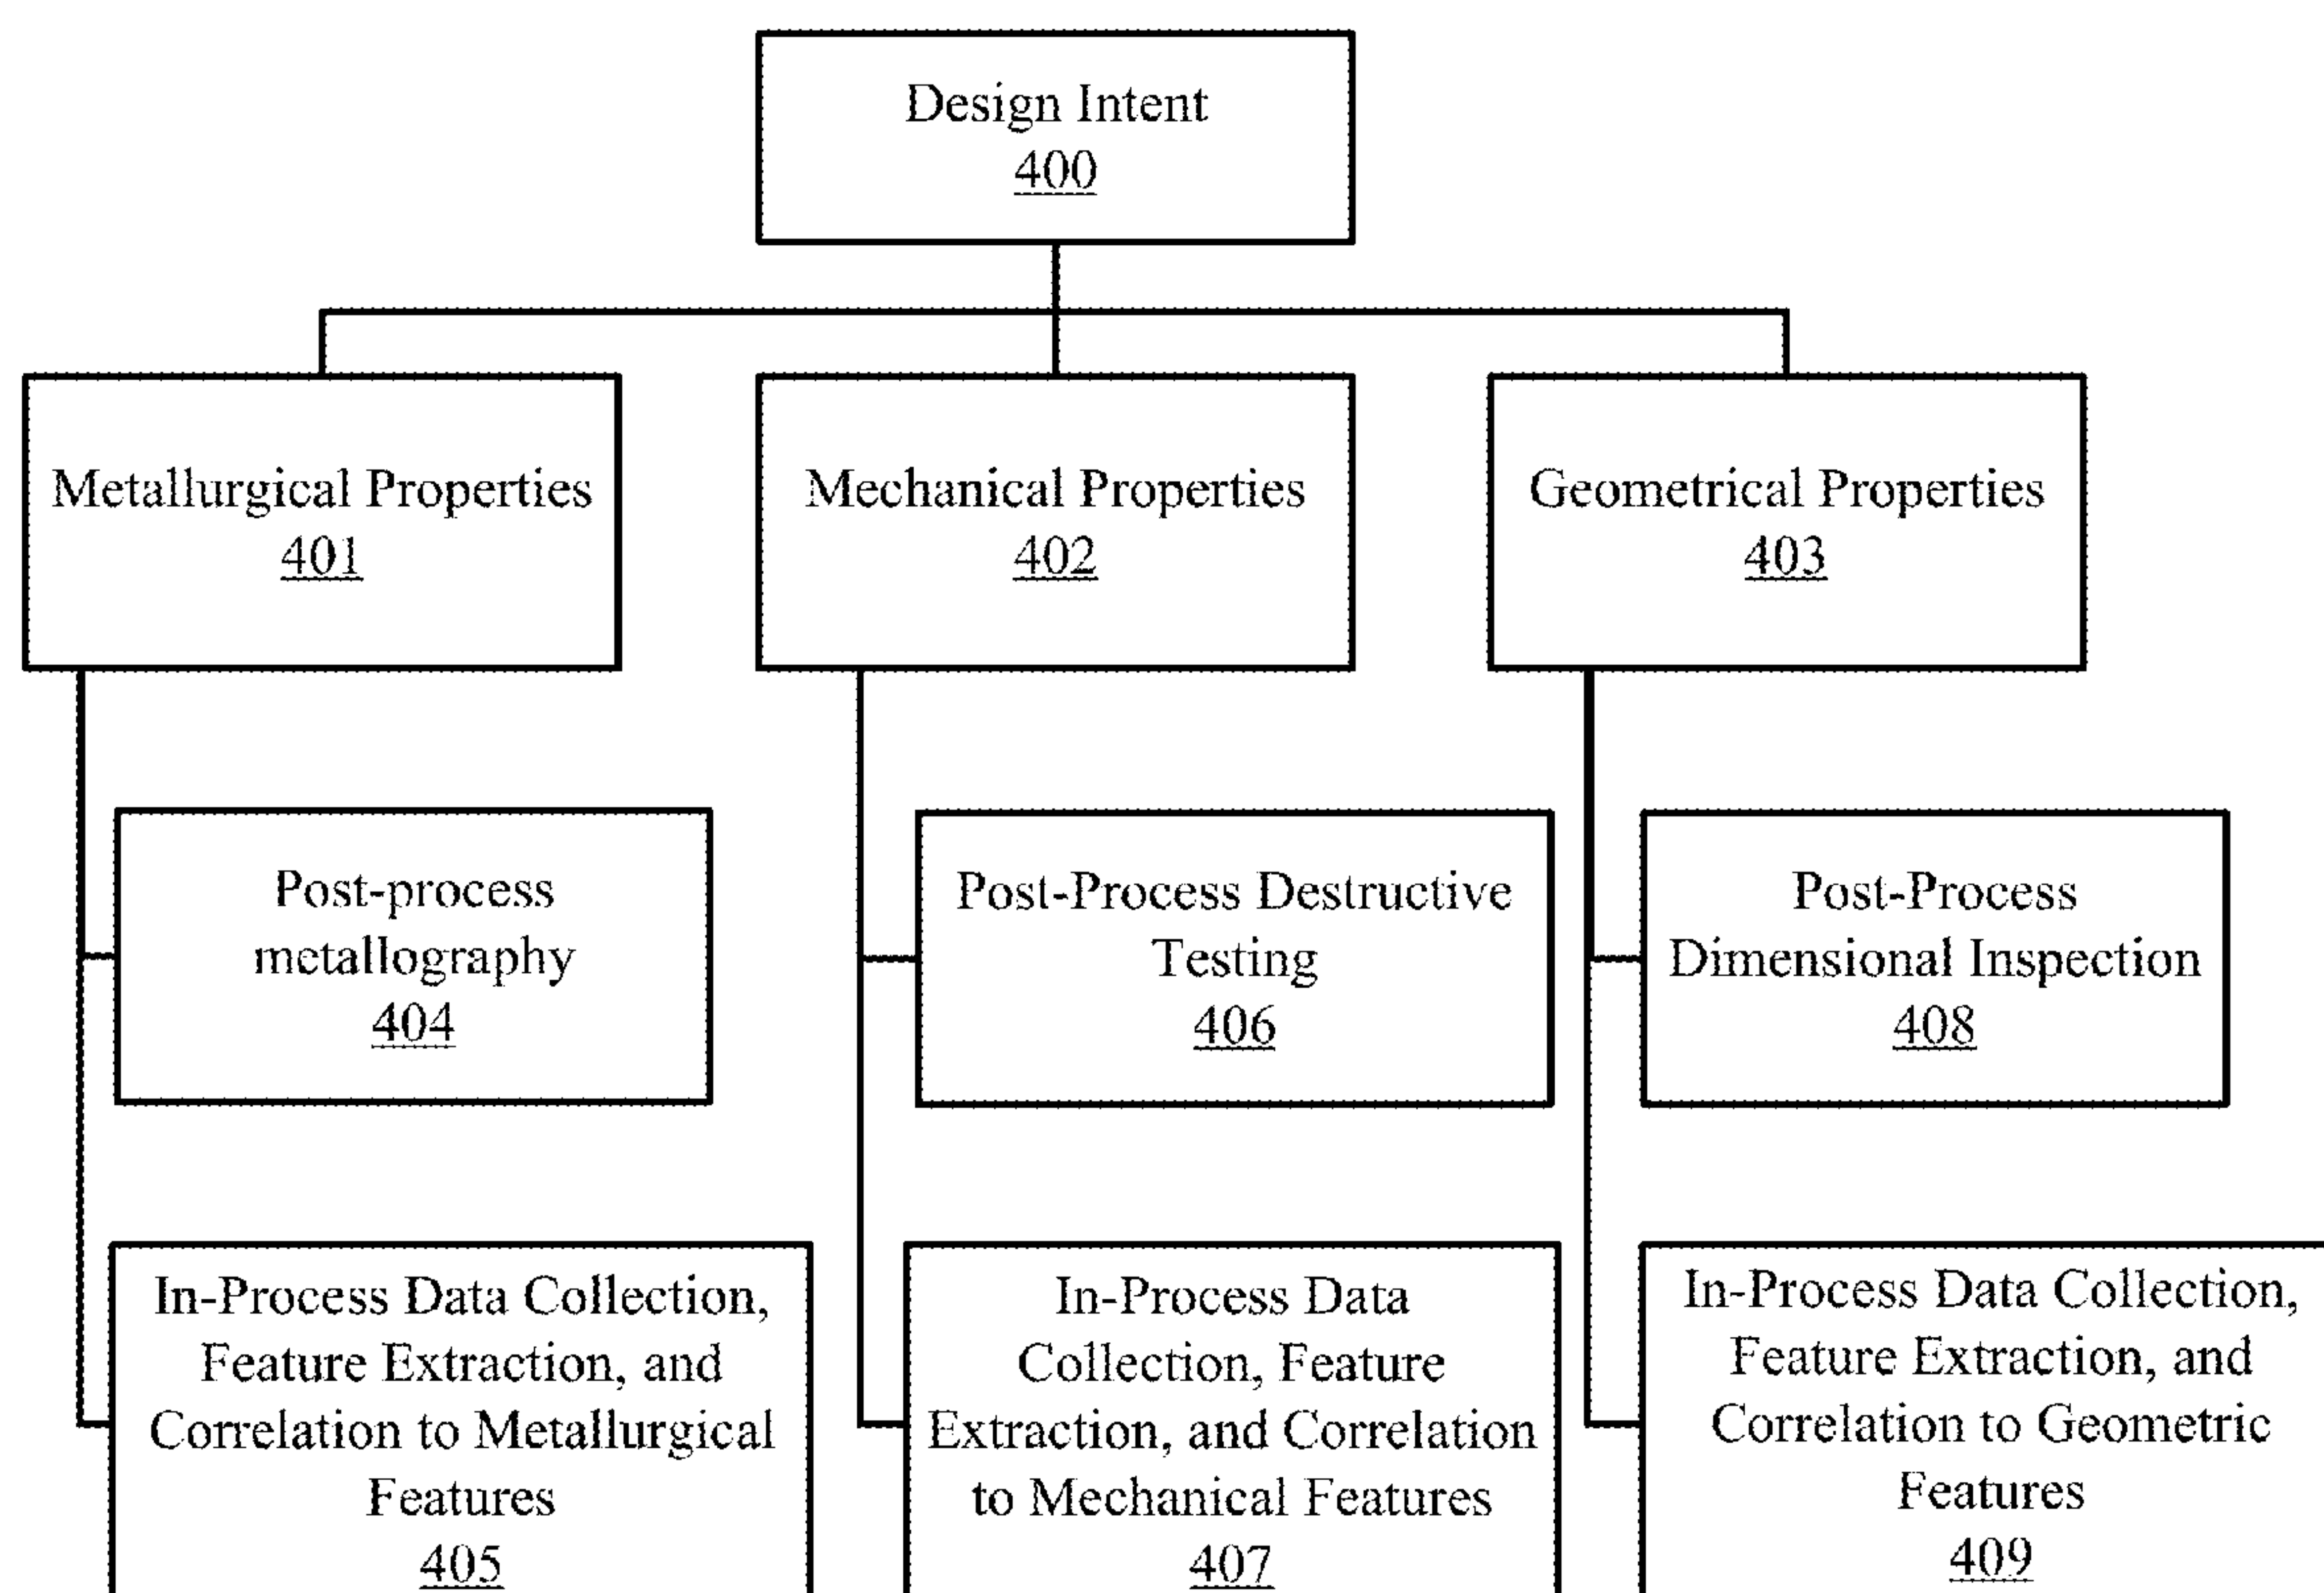 Design Intent
400
Metallurgical Properties
401
Mechanical Properties
402
Geometrical Properties
403
Post-process
metallography
404
Post-Process Destructive
Testing
406
Post-Process
Dimensional Inspection
408
In-Process Data Collection,
Feature Extraction, and
Correlation to Metallurgical
Features
405
In-Process Data
Collection, Feature
Extraction, and Correlation
to Mechanical Features
407
In-Process Data Collection,
Feature Extraction, and
Correlation to Geometric
Features
409